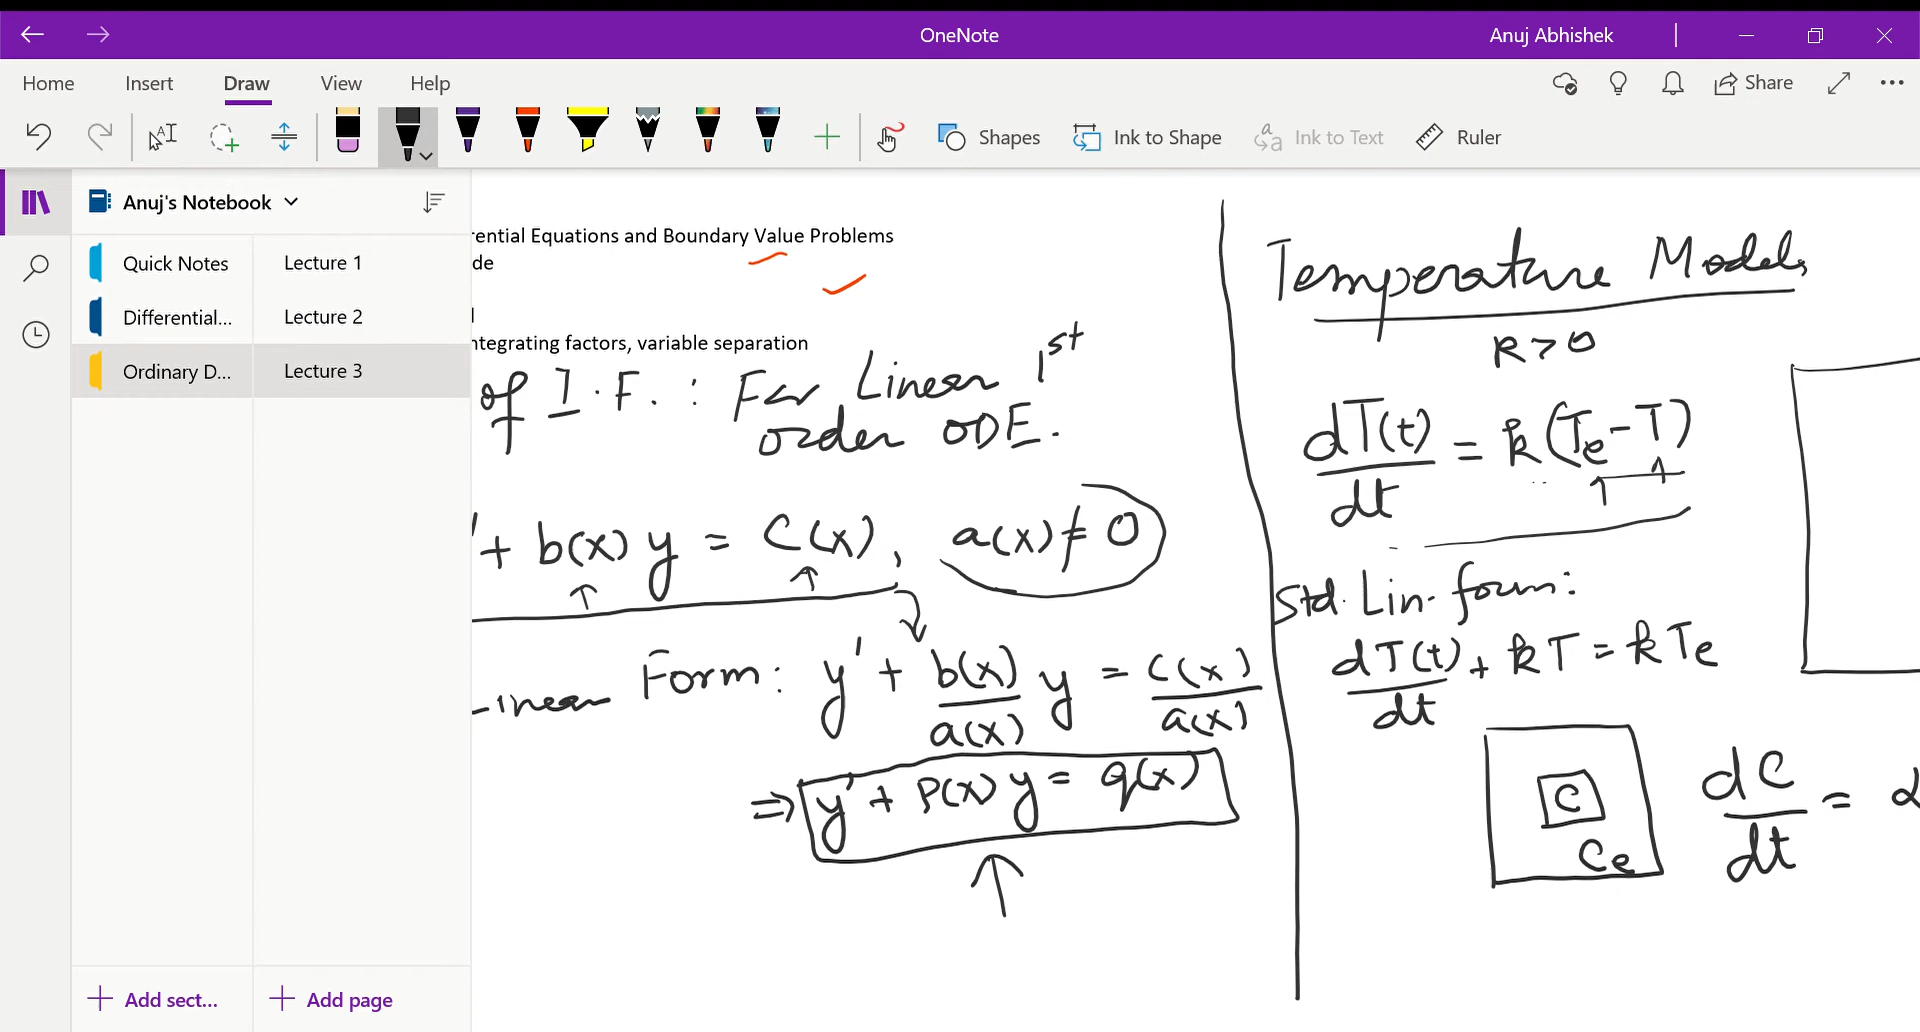 OneNote
Anuj Abhishek
Home Insert Draw View Help
Share
Shapes Ink to Shape Ink to Text Ruler
Anuj's Notebook
Quick Notes
Differential...
Ordinary D...
Lecture 1
Lecture 2
Lecture 3
Add sect...
Add page
rential Equations and Boundary Value Problems
de
ntegrating factors, variable separation
of I.F. : For Linear 1st
order ODE.
' + b(x) y = C(x), a(x) ≠ 0
Linear Form: y' + b(x)/a(x) y = C(x)/a(x)
⇒ y' + p(x) y = q(x)
↑
Temperature Models
k > 0
dT(t)/dt = k (Te - T)
Std. Lin. form:
dT(t)/dt + kT = kTe
C
Ce
dC/dt = α